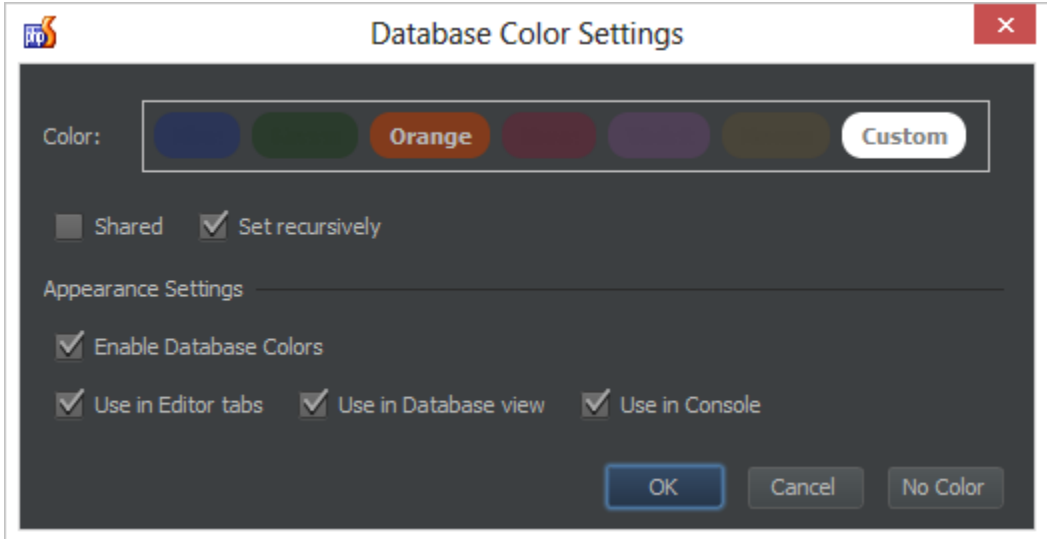 php
Database Color Settings
Color: Orange Custom
Shared Set recursively
Appearance Settings
Enable Database Colors
Use in Editor tabs Use in Database view Use in Console
OK Cancel No Color